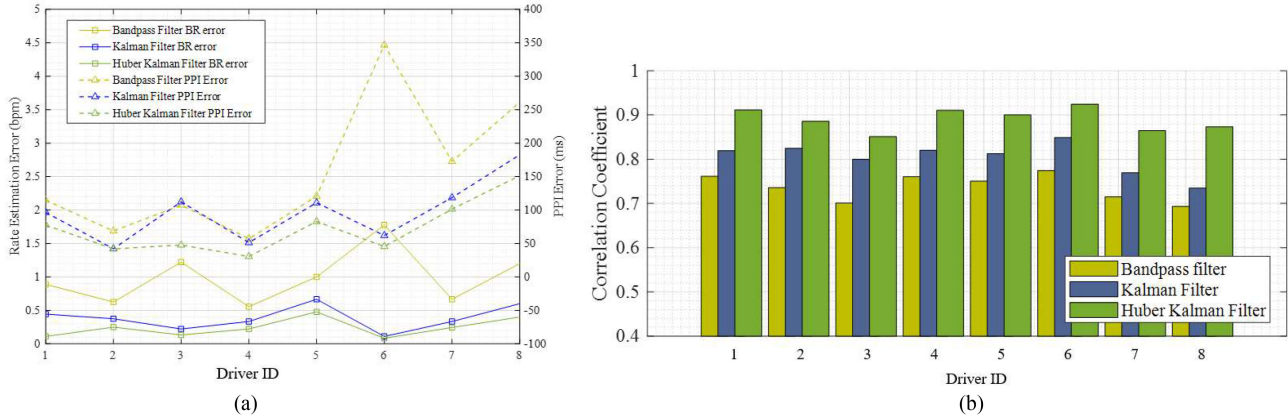 5
4.5
4
3.5
3
2.5
2
1.5
1
0.5
0
Rate Estimation Error (bpm)
Bandpass Filter BR error
Kalman Filter BR error
Huber Kalman Filter BR error
Bandpass Filter PPI Error
Kalman Filter PPI Error
Huber Kalman Filter PPI Error
400
350
300
250
200
150
100
50
0
-50
-100
PPI Error (ms)
1 2 3 4 5 6 7 8
Driver ID
(a)
1
0.9
0.8
0.7
0.6
0.5
0.4
Correlation Coefficient
Bandpass filter
Kalman Filter
Huber Kalman Filter
1 2 3 4 5 6 7 8
Driver ID
(b)